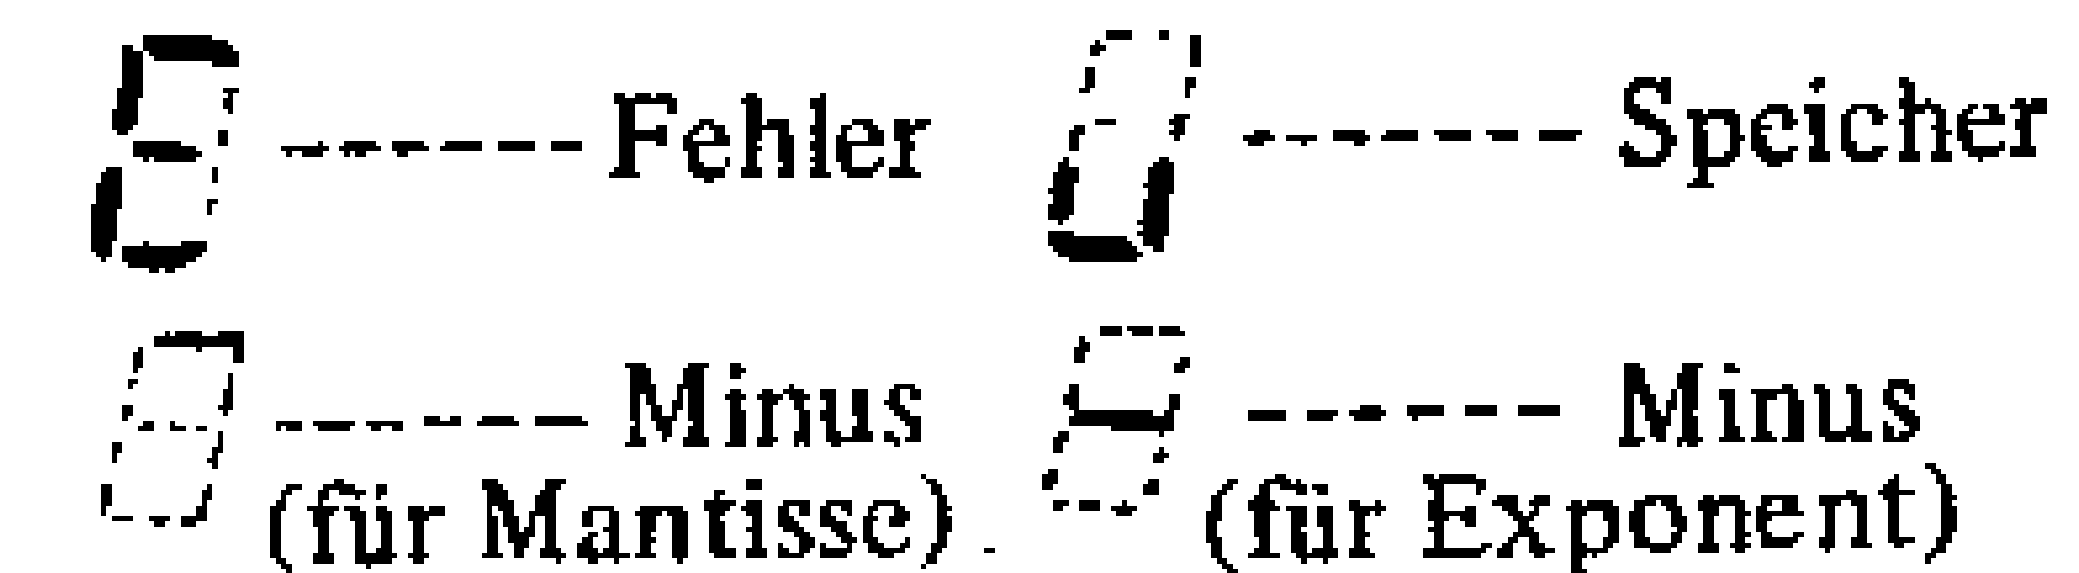 Fehler Speicher
Minus Minus
(für Mantisse) (für Exponent)